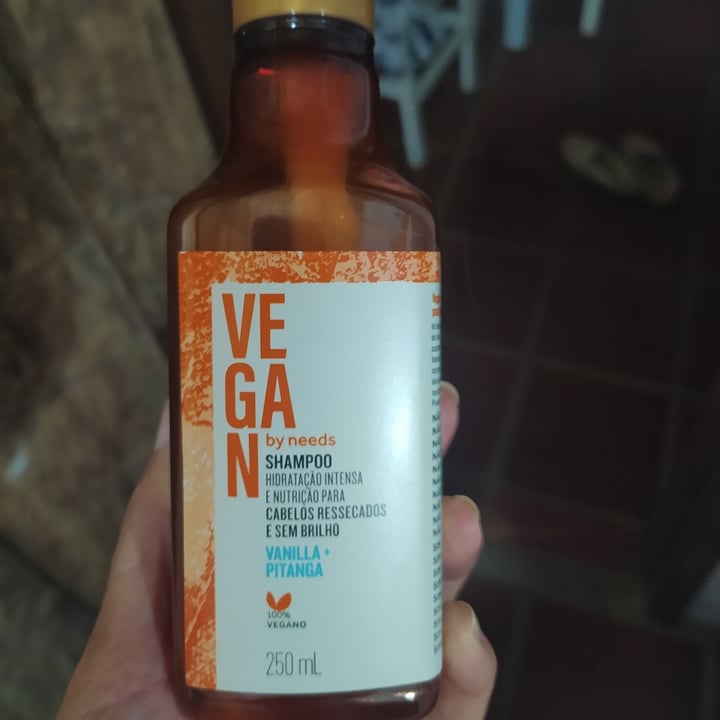 VE
GA
N
by needs
SHAMPOO
HIDRATAÇÃO INTENSA
E NUTRIÇÃO PARA
CABELOS RESSECADOS
E SEM BRILHO
VANILLA +
PITANGA
100%
VEGANO
250 mL